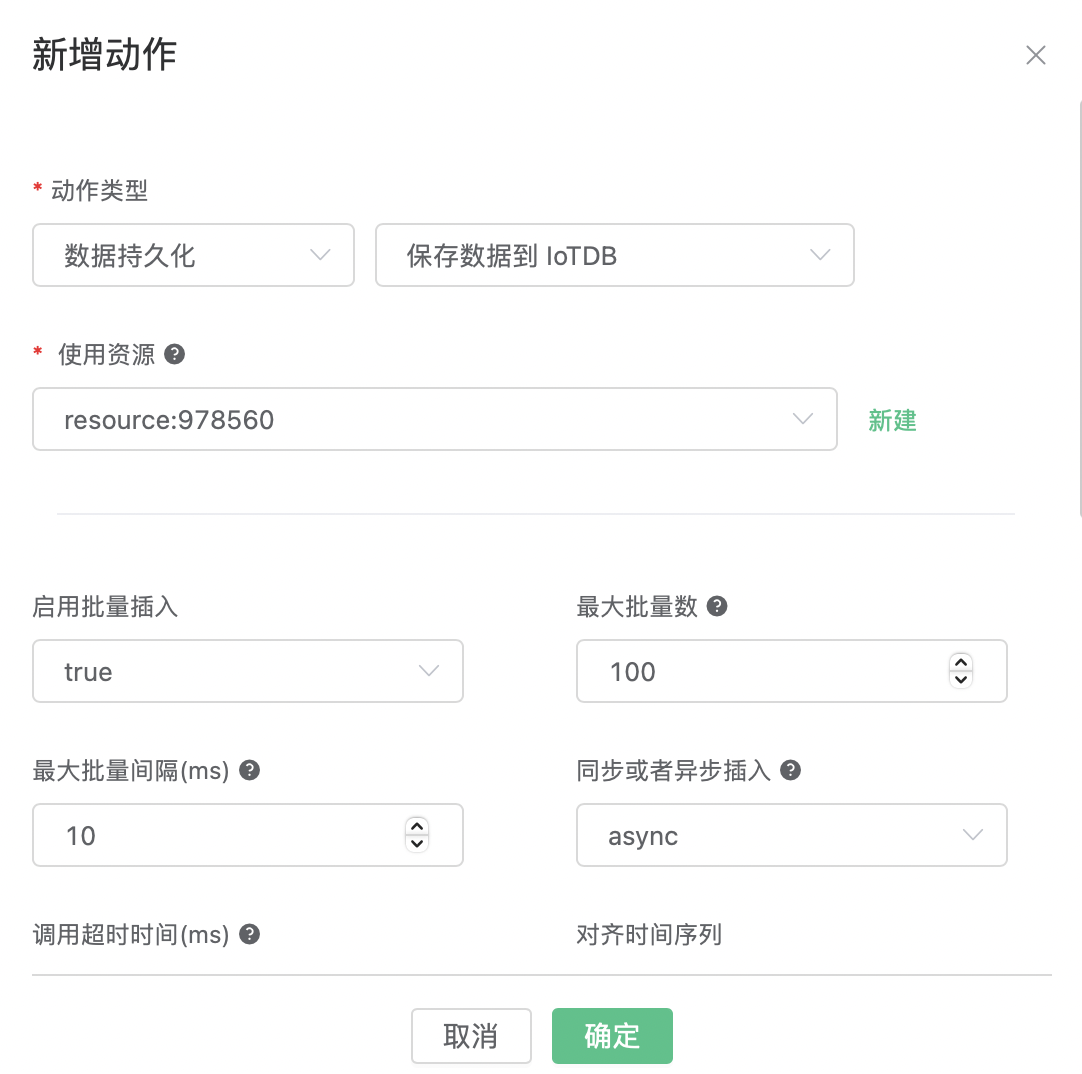 新增动作
* 动作类型
数据持久化 保存数据到 IoTDB
* 使用资源 ?
resource:978560 新建
启用批量插入 最大批量数 ?
true 100
最大批量间隔(ms) ? 同步或者异步插入 ?
10 async
调用超时时间(ms) ? 对齐时间序列
取消 确定